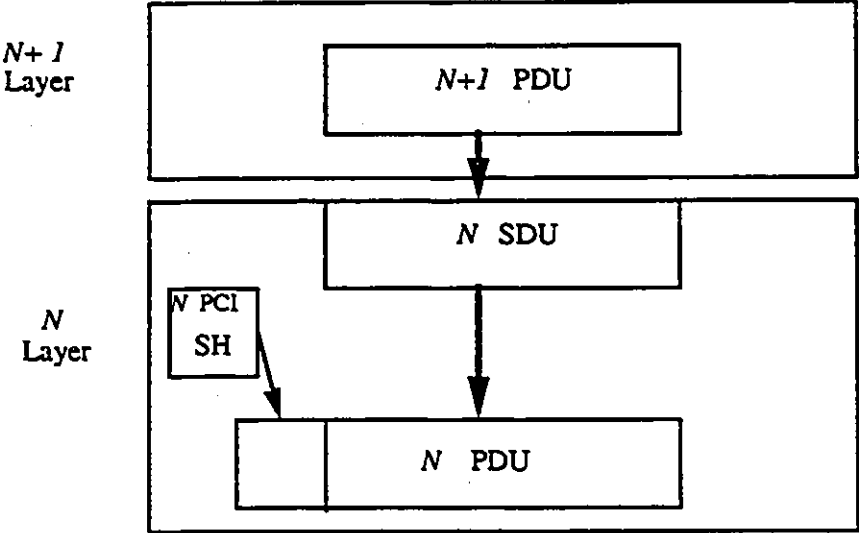 N+1
Layer
N+1 PDU
N SDU
N PCI
SH
N
Layer
N PDU